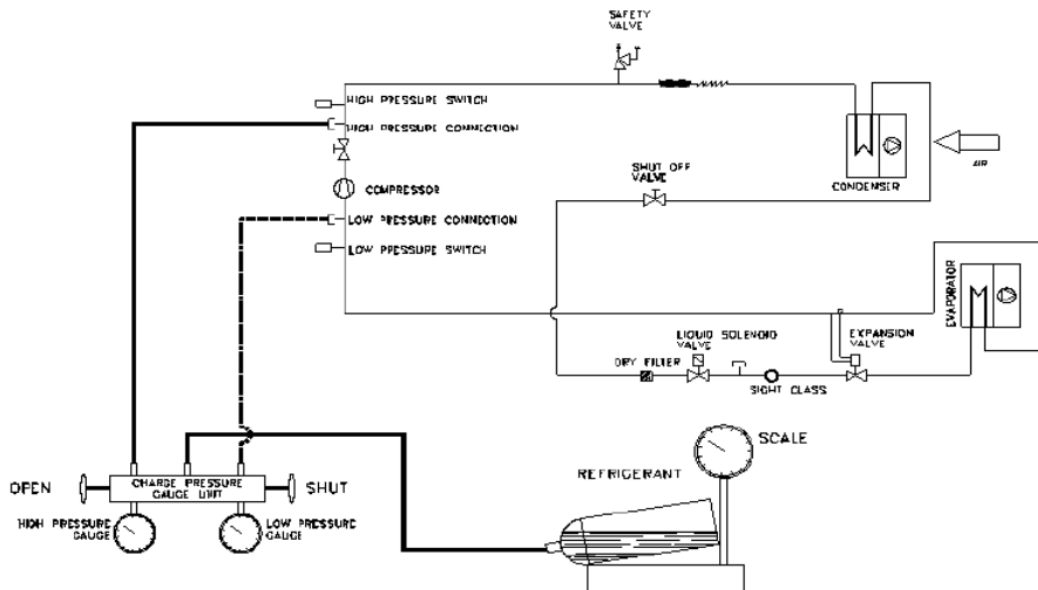 SAFETY
VALVE
HIGH PRESSURE SWITCH
HIGH PRESSURE CONNECTION
COMPRESSOR
LOW PRESSURE CONNECTION
LOW PRESSURE SWITCH
SHUT OFF
VALVE
CONDENSER
AIR
EVAPORATOR
LIQUID SOLENOID
VALVE
EXPANSION
VALVE
DRY FILTER
SIGHT GLASS
SCALE
REFRIGERANT
OPEN
CHARGE PRESSURE
GAUGE UNIT
SHUT
HIGH PRESSURE
GAUGE
LOW PRESSURE
GAUGE